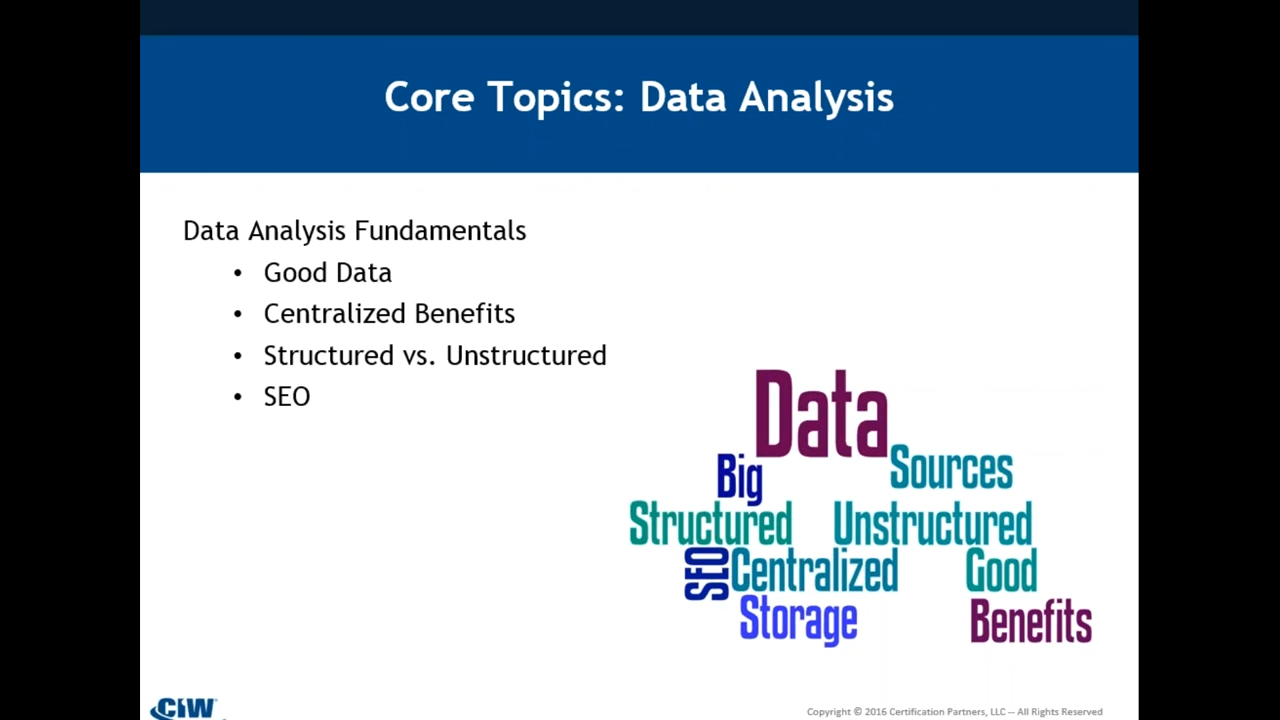 Core Topics: Data Analysis
Data Analysis Fundamentals
• Good Data
• Centralized Benefits
• Structured vs. Unstructured
• SEO
Data
Big Sources
Structured Unstructured
SEO Centralized Good
Storage Benefits
CIW
Copyright © 2016 Certification Partners, LLC -- All Rights Reserved